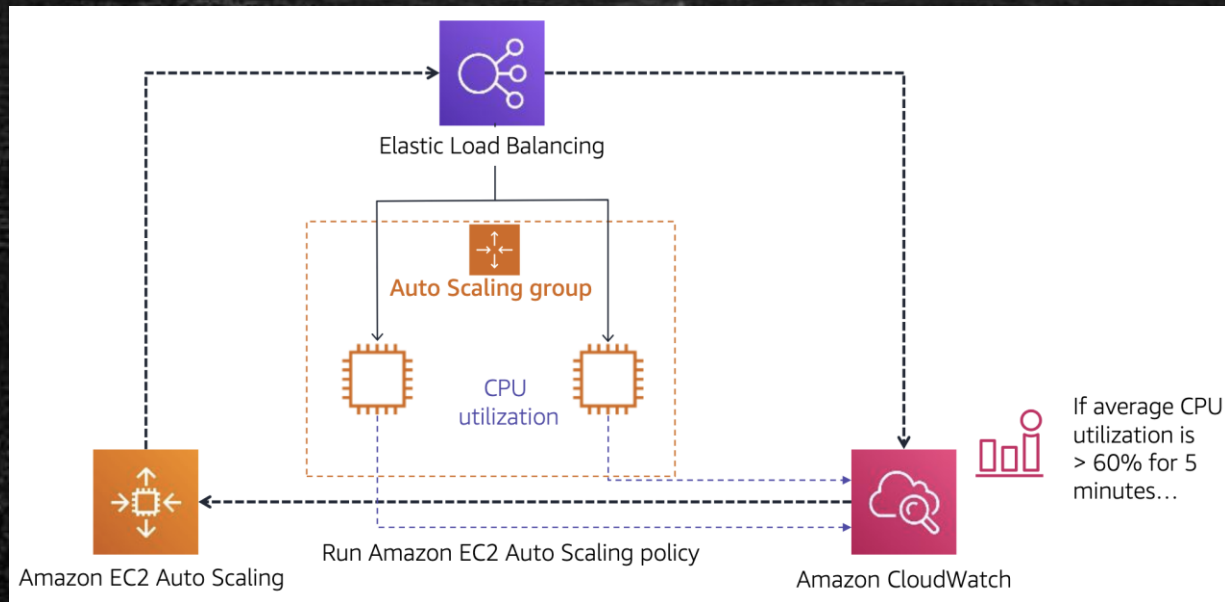 Elastic Load Balancing
Auto Scaling group
CPU
utilization
If average CPU
utilization is
> 60% for 5
minutes...
Run Amazon EC2 Auto Scaling policy
Amazon EC2 Auto Scaling
Amazon CloudWatch